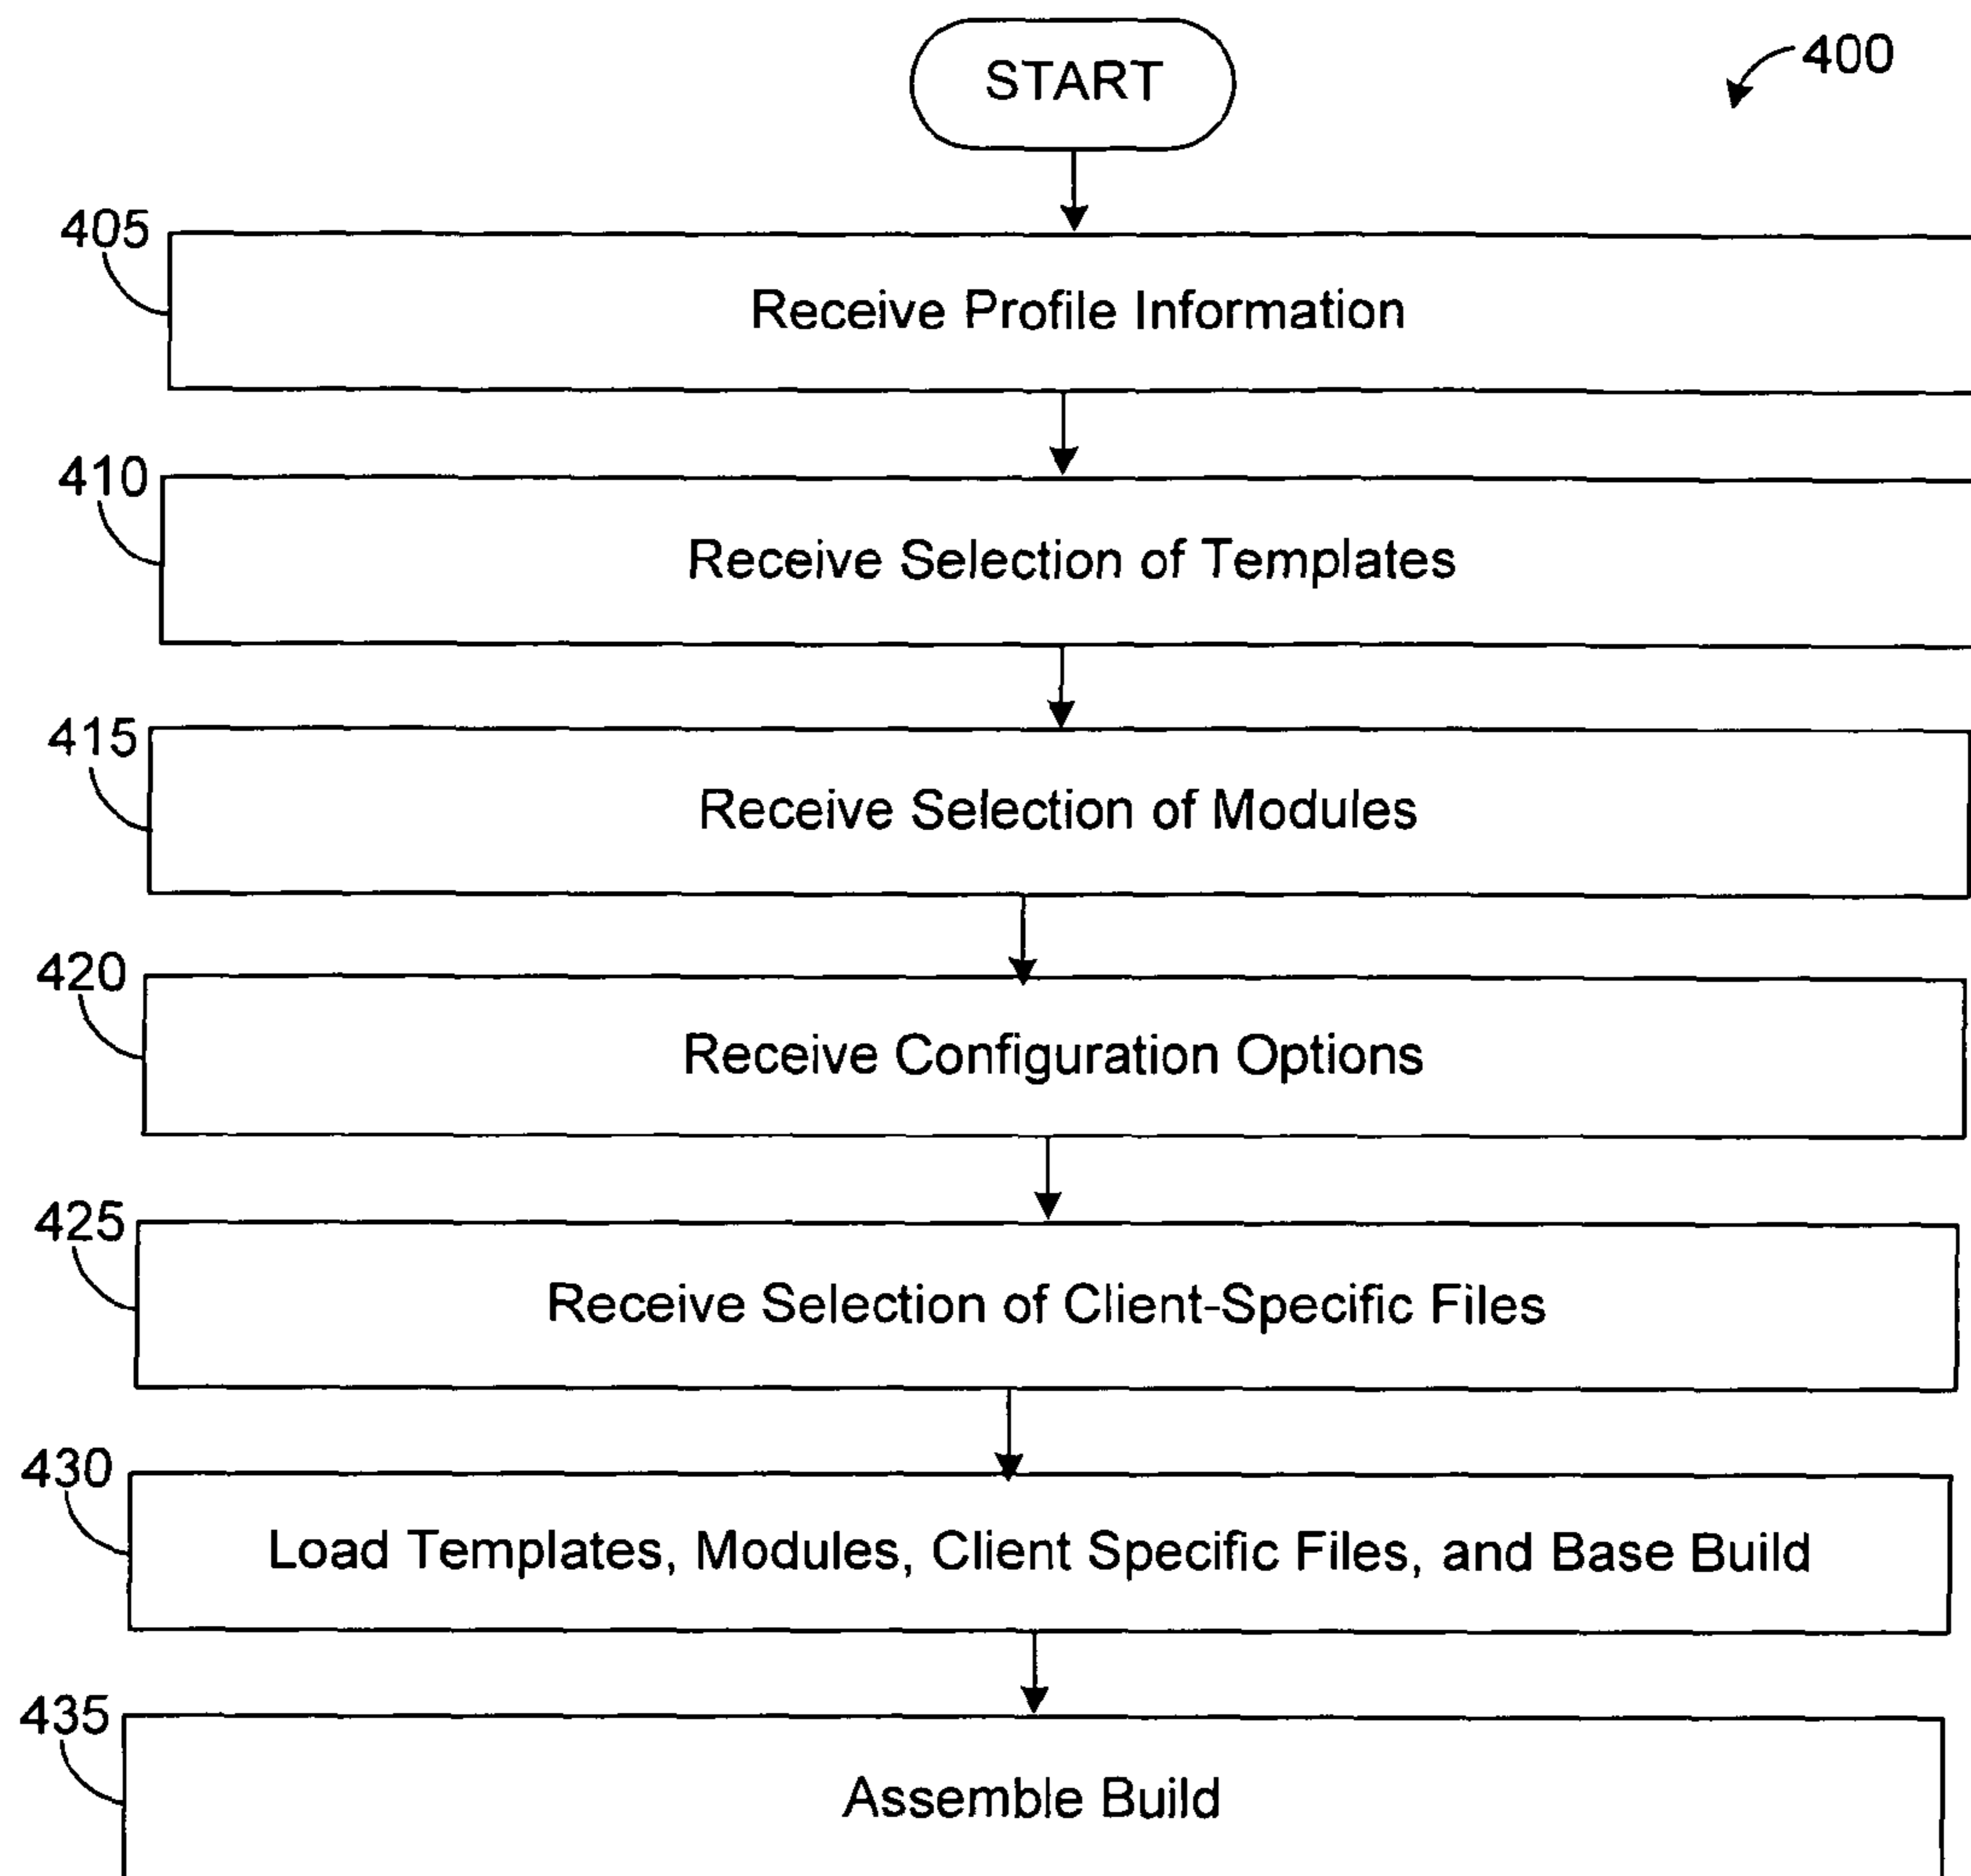 START
400
405
Receive Profile Information
410
Receive Selection of Templates
415
Receive Selection of Modules
420
Receive Configuration Options
425
Receive Selection of Client-Specific Files
430
Load Templates, Modules, Client Specific Files, and Base Build
435
Assemble Build